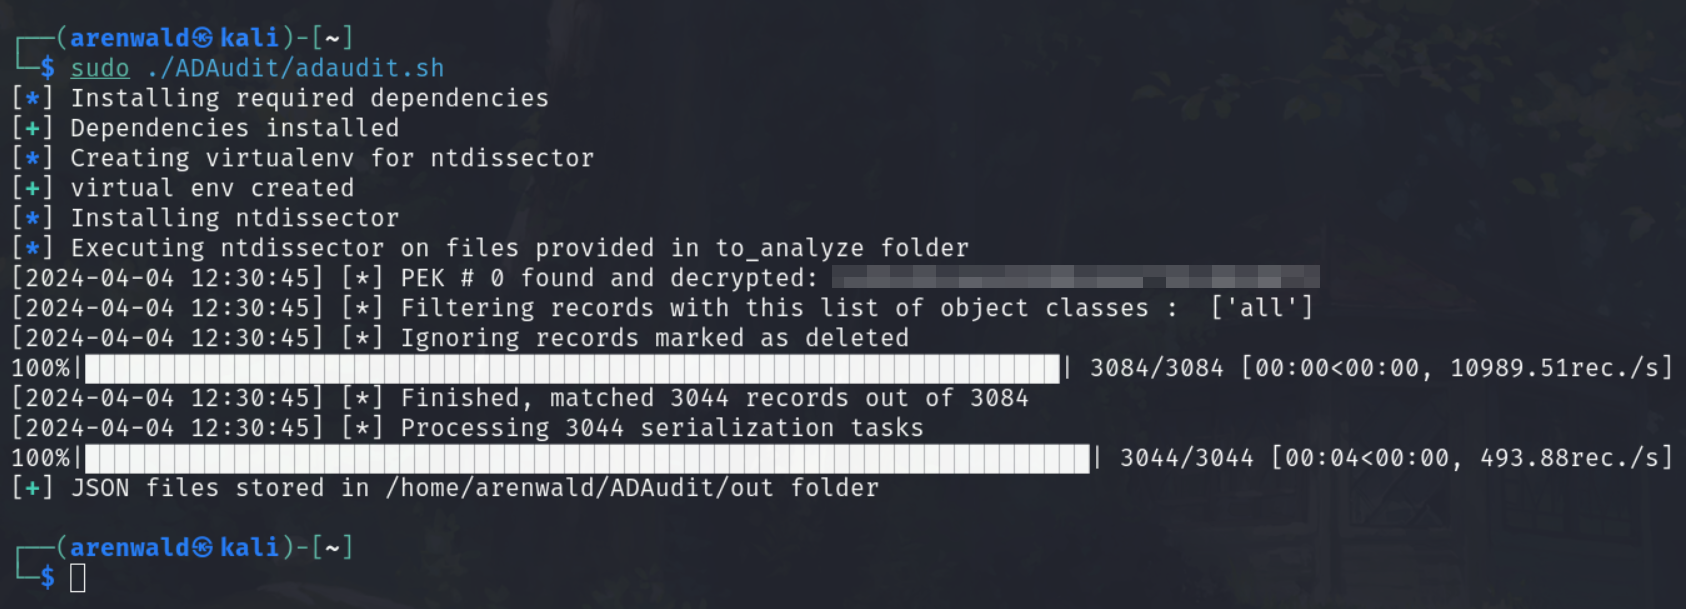 ┌──(arenwald㉿kali)-[~]
└─$ sudo ./ADAudit/adaudit.sh
[*] Installing required dependencies
[+] Dependencies installed
[*] Creating virtualenv for ntdissector
[+] virtual env created
[*] Installing ntdissector
[*] Executing ntdissector on files provided in to_analyze folder
[2024-04-04 12:30:45] [*] PEK # 0 found and decrypted:
[2024-04-04 12:30:45] [*] Filtering records with this list of object classes :  ['all']
[2024-04-04 12:30:45] [*] Ignoring records marked as deleted
100%|| 3084/3084 [00:00<00:00, 10989.51rec./s]
[2024-04-04 12:30:45] [*] Finished, matched 3044 records out of 3084
[2024-04-04 12:30:45] [*] Processing 3044 serialization tasks
100%|| 3044/3044 [00:04<00:00, 493.88rec./s]
[+] JSON files stored in /home/arenwald/ADAudit/out folder
┌──(arenwald㉿kali)-[~]
└─$